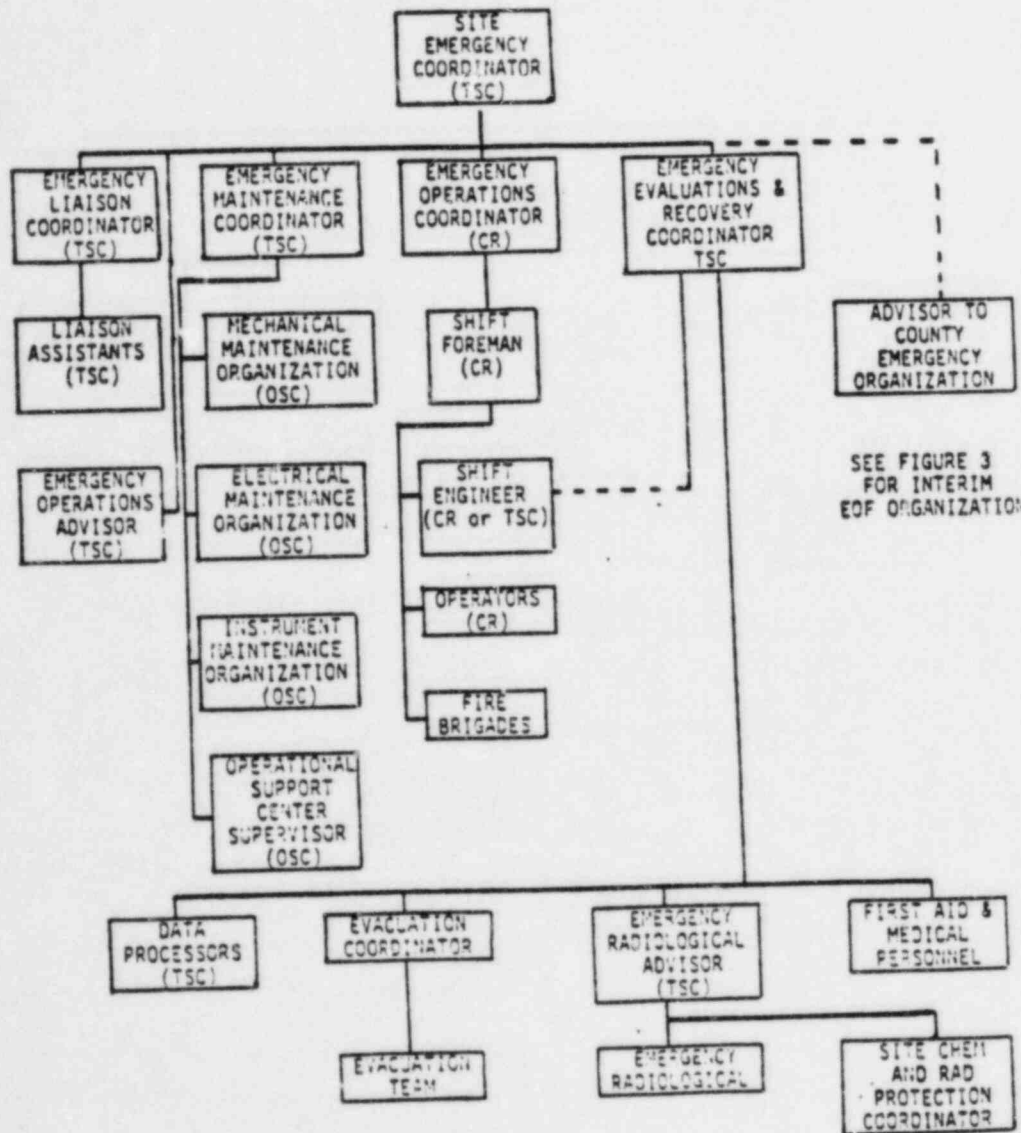 SITE
EMERGENCY
COORDINATOR
(TSC)
EMERGENCY
LIAISON
COORDINATOR
(TSC)
EMERGENCY
MAINTENANCE
COORDINATOR
(TSC)
EMERGENCY
OPERATIONS
COORDINATOR
(CR)
EMERGENCY
EVALUATIONS &
RECOVERY
COORDINATOR
TSC
LIAISON
ASSISTANTS
(TSC)
MECHANICAL
MAINTENANCE
ORGANIZATION
(OSC)
SHIFT
FOREMAN
(CR)
ADVISOR TO
COUNTY
EMERGENCY
ORGANIZATION
EMERGENCY
OPERATIONS
ADVISOR
(TSC)
ELECTRICAL
MAINTENANCE
ORGANIZATION
(OSC)
SHIFT
ENGINEER
(CR or TSC)
SEE FIGURE 3
FOR INTERIM
EOF ORGANIZATION
INSTRUMENT
MAINTENANCE
ORGANIZATION
(OSC)
OPERATORS
(CR)
FIRE
BRIGADES
OPERATIONAL
SUPPORT
CENTER
SUPERVISOR
(OSC)
DATA
PROCESSORS
(TSC)
EVACLATION
COORDINATOR
EMERGENCY
RADIOLOGICAL
ADVISOR
(TSC)
FIRST AID &
MEDICAL
PERSONNEL
EVACUATION
TEAM
EMERGENCY
RADIOLOGICAL
SITE CHEM
AND RAD
PROTECTION
COORDINATOR